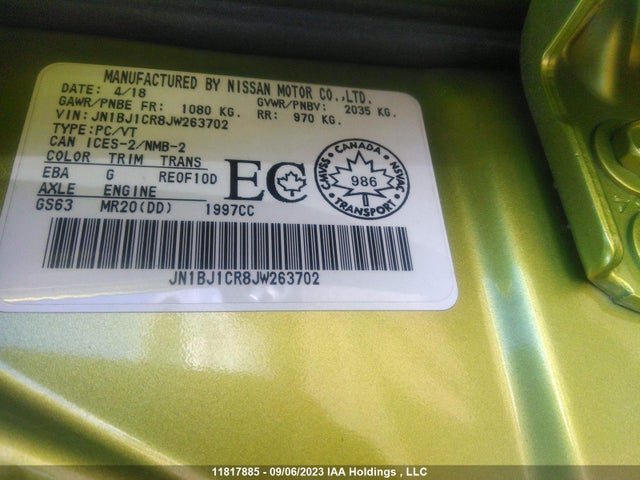 MANUFACTURED BY NISSAN MOTOR CO.,LTD.
DATE: 4/18 GVWR/PNBV: 2035 KG.
GAWR/PNBE FR: 1080 KG. RR: 970 KG.
VIN: JN1BJ1CR8JW263702
TYPE: PC/VT
CAN ICES-2/NMB-2
COLOR TRIM TRANS
EBA G RE0F10D
AXLE ENGINE
GS63 MR20(DD) 1997CC
EC
CMVSS CANADA NSVAC
986
TRANSPORT
JN1BJ1CR8JW263702
11817885 - 09/06/2023 IAA Holdings , LLC